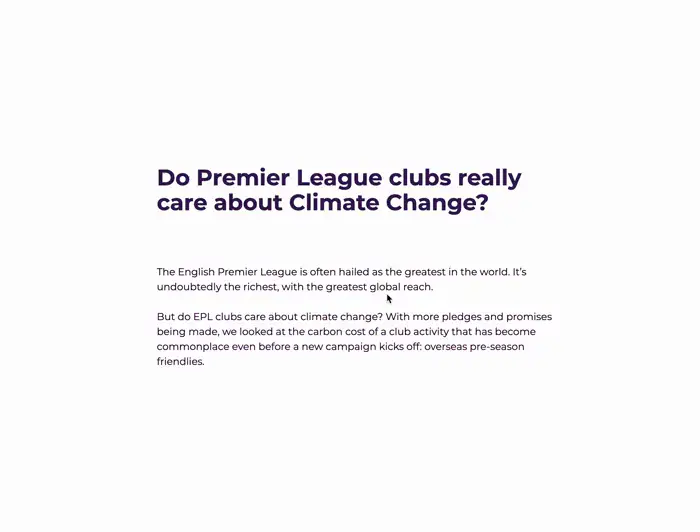 Do Premier League clubs really
care about Climate Change?
The English Premier League is often hailed as the greatest in the world. It’s
undoubtedly the richest, with the greatest global reach.
But do EPL clubs care about climate change? With more pledges and promises
being made, we looked at the carbon cost of a club activity that has become
commonplace even before a new campaign kicks off: overseas pre-season
friendlies.